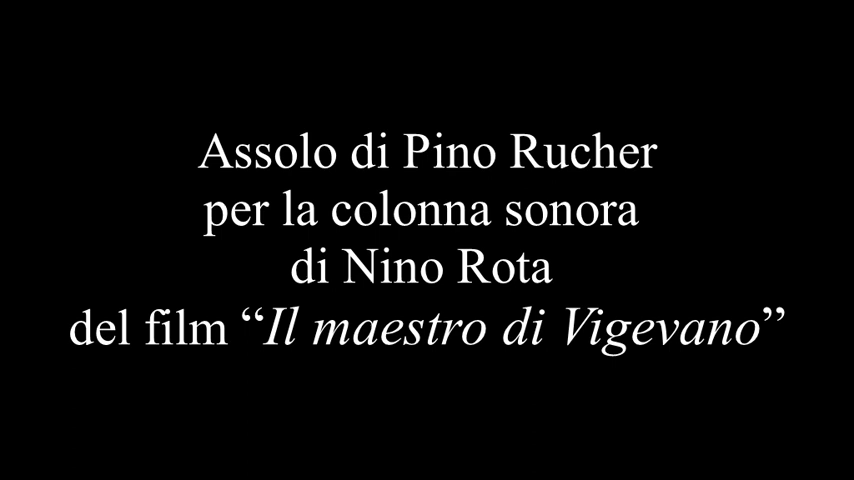 Assolo di Pino Rucher
per la colonna sonora
di Nino Rota
del film “Il maestro di Vigevano”